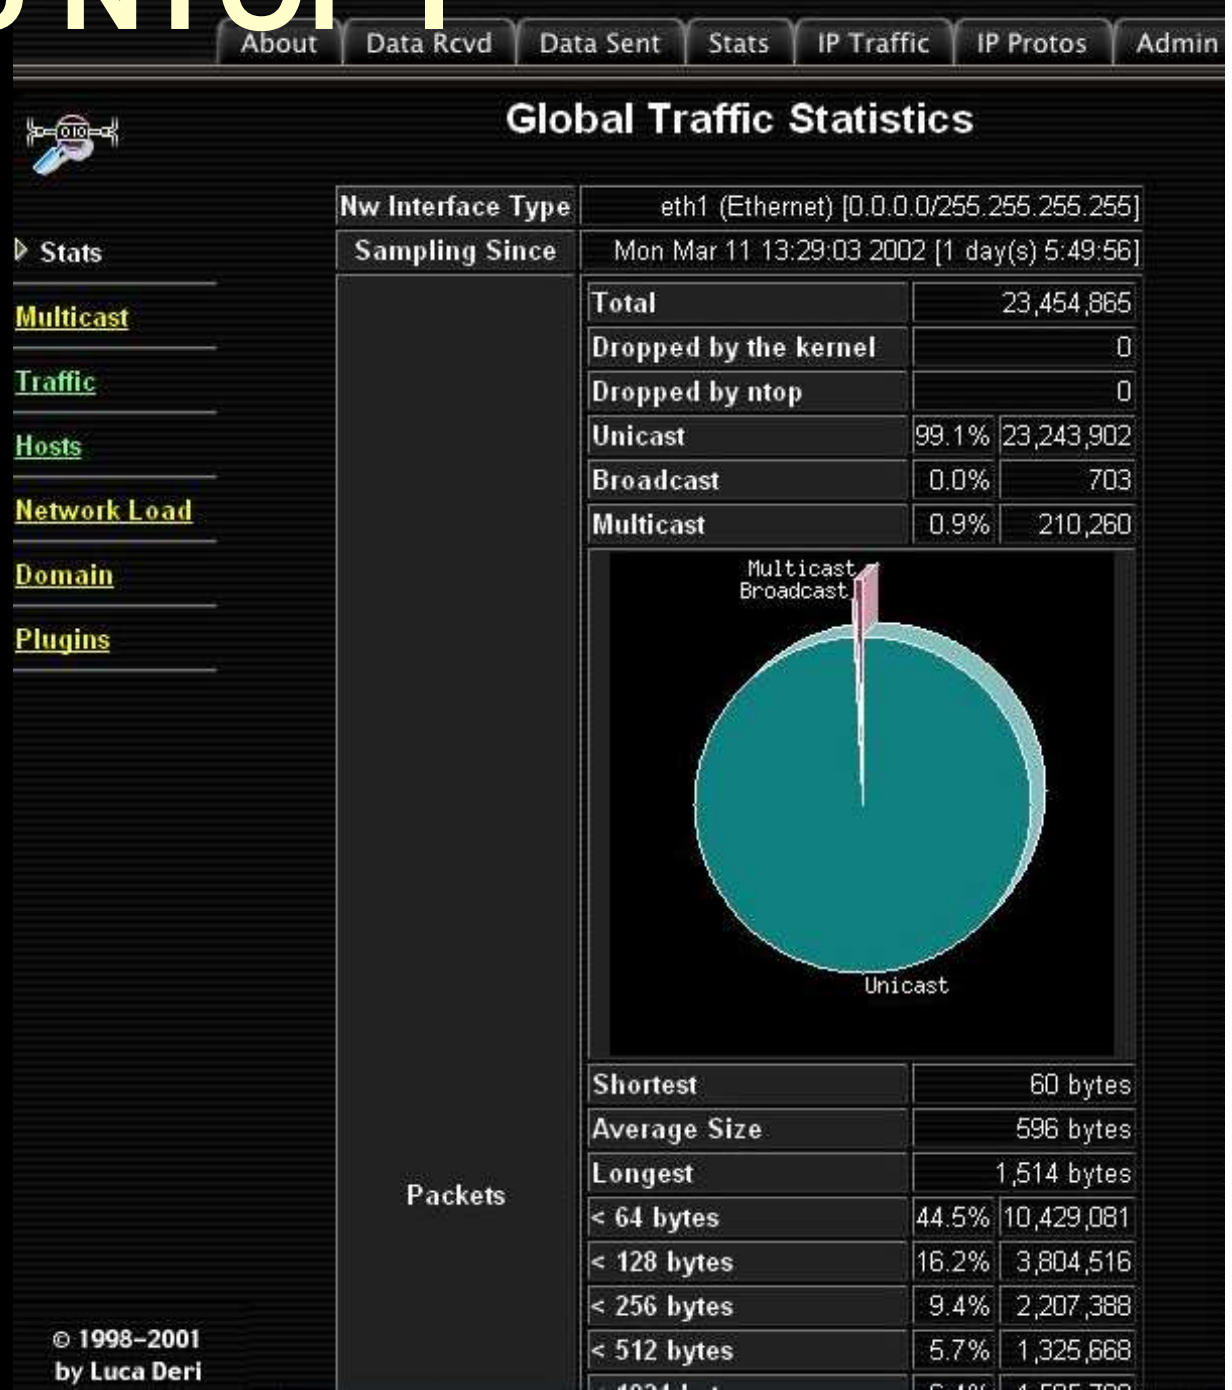 NTOP I
About Data Rcvd Data Sent Stats IP Traffic IP Protos Admin
Global Traffic Statistics
010
Nw Interface Type eth1 (Ethernet) [0.0.0.0/255.255.255.255]
Stats
Sampling Since Mon Mar 11 13:29:03 2002 [1 day(s) 5:49:56]
Multicast
Traffic
Hosts
Network Load
Domain
Plugins
Packets
Total 23,454,865
Dropped by the kernel 0
Dropped by ntop 0
Unicast 99.1% 23,243,902
Broadcast 0.0% 703
Multicast 0.9% 210,260
Multicast
Broadcast
Unicast
Shortest 60 bytes
Average Size 596 bytes
Longest 1,514 bytes
< 64 bytes 44.5% 10,429,081
< 128 bytes 16.2% 3,804,516
< 256 bytes 9.4% 2,207,388
< 512 bytes 5.7% 1,325,668
© 1998–2001
by Luca Deri